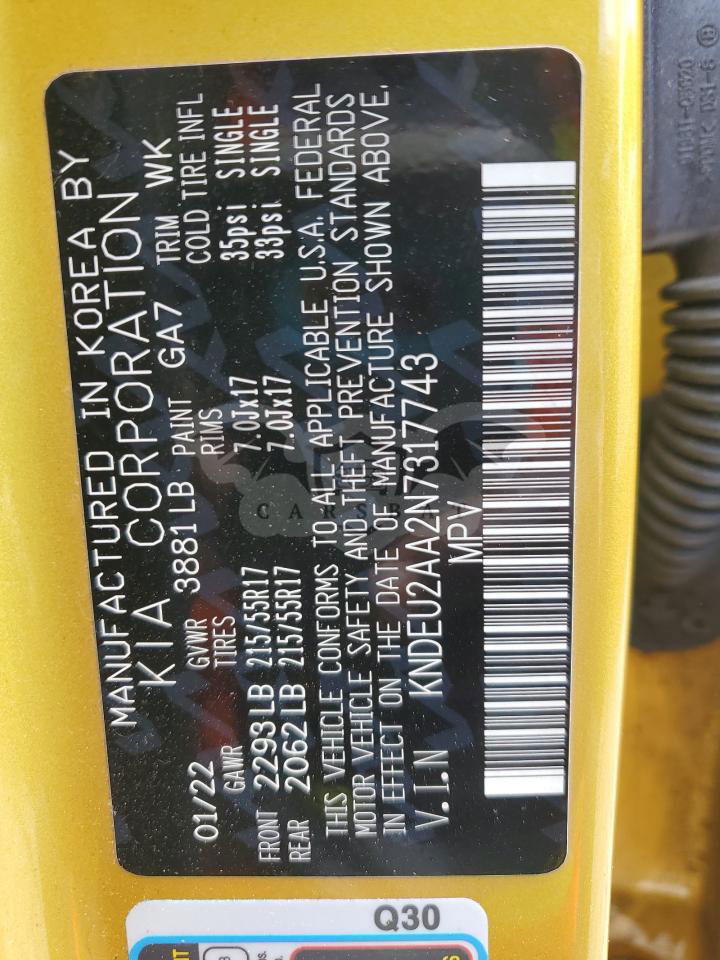 MANUFACTURED IN KOREA BY
KIA CORPORATION
01/22 GVWR 3881 LB PAINT GA7 TRIM WK
GAWR TIRES RIMS COLD TIRE INFL
FRONT 2293 LB 215/55R17 7.0Jx17 35psi SINGLE
REAR 2062 LB 215/55R17 7.0Jx17 33psi SINGLE
THIS VEHICLE CONFORMS TO ALL APPLICABLE U.S.A. FEDERAL
MOTOR VEHICLE SAFETY AND THEFT PREVENTION STANDARDS
IN EFFECT ON THE DATE OF MANUFACTURE SHOWN ABOVE.
V.I.N KNDEU2AA2N7317743
MPV
Q30